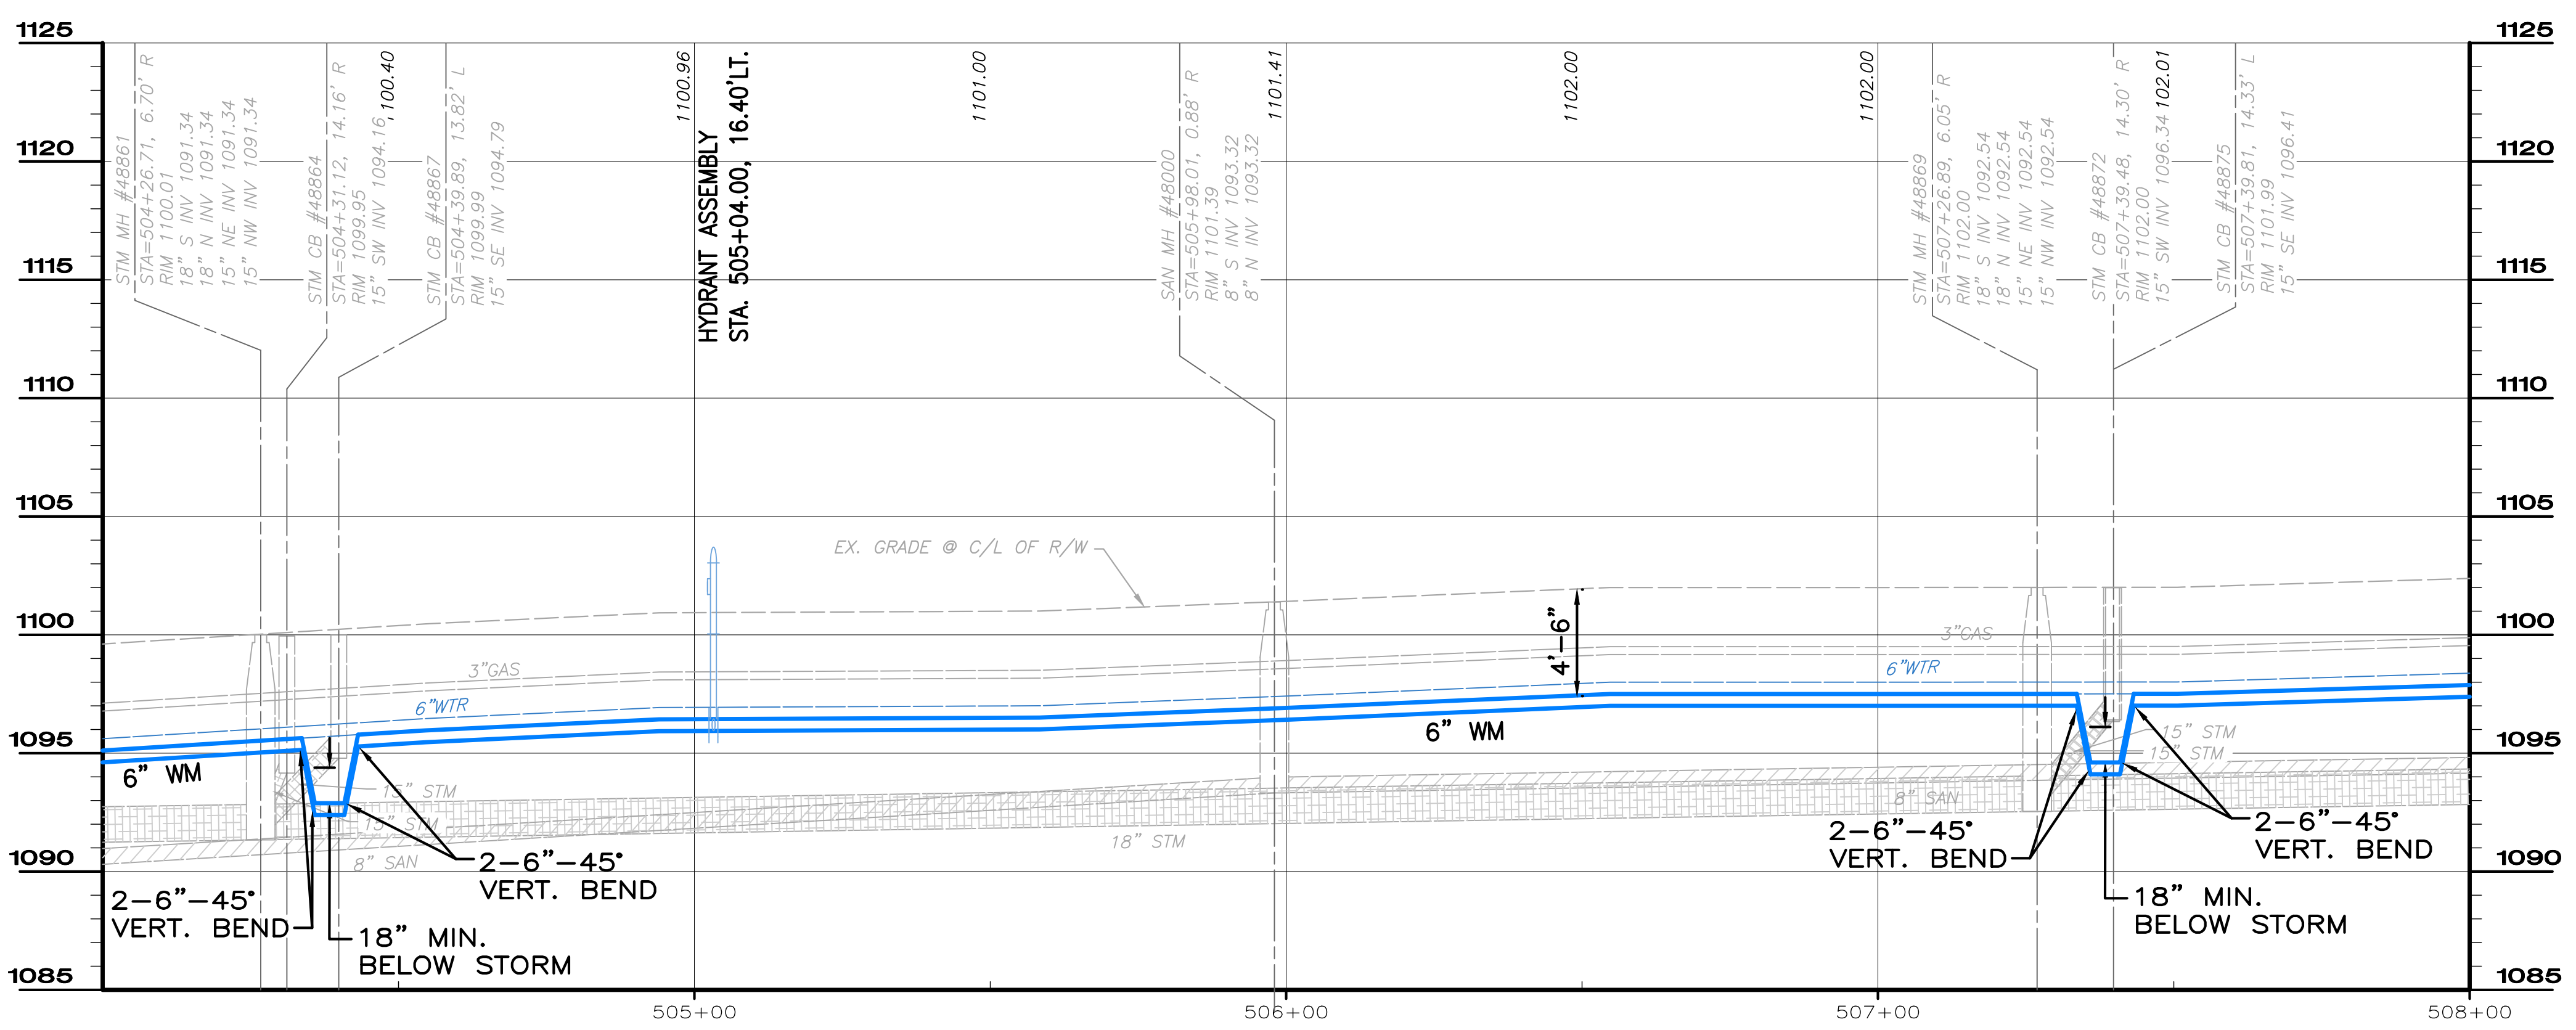 1125
1120
1115
1110
1105
1100
1095
1090
1085
STM MH #48861
STA=504+26.71, 6.70' R
RIM 1100.01
18" S INV 1091.34
18" N INV 1091.34
15" NE INV 1091.34
15" NW INV 1091.34
STM CB #48864
STA=504+31.12, 14.16' R
RIM 1099.95
15" SW INV 1094.16
100.40
STM CB #48867
STA=504+39.89, 13.82' L
RIM 1099.99
15" SE INV 1094.79
1100.96
HYDRANT ASSEMBLY
STA. 505+04.00, 16.40'LT.
1101.00
SAN MH #48000
STA=505+98.01, 0.88' R
RIM 1101.39
8" S INV 1093.32
8" N INV 1093.32
1101.41
1102.00
1102.00
STM MH #48869
STA=507+26.89, 6.05' R
RIM 1102.00
18" S INV 1092.54
18" N INV 1092.54
15" NE INV 1092.54
15" NW INV 1092.54
STM CB #48872
STA=507+39.48, 14.30' R
RIM 1102.00
15" SW INV 1096.34
1102.01
STM CB #48875
STA=507+39.81, 14.33' L
RIM 1101.99
15" SE INV 1096.41
EX. GRADE @ C/L OF R/W
3"GAS
6"WTR
6" WM
15" STM
15" STM
8" SAN
2-6"-45°
VERT. BEND
18" MIN.
BELOW STORM
2-6"-45°
VERT. BEND
18" STM
4'-6"
6" WM
3"GAS
6"WTR
15" STM
15" STM
8" SAN
2-6"-45°
VERT. BEND
18" MIN.
BELOW STORM
2-6"-45°
VERT. BEND
1125
1120
1115
1110
1105
1100
1095
1090
1085
505+00
506+00
507+00
508+00